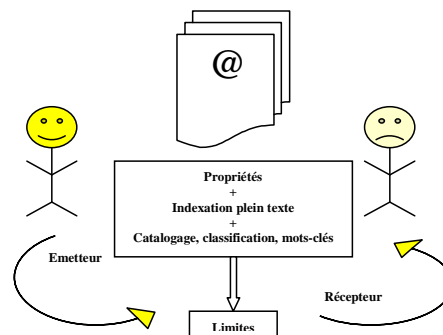 @
Propriétés
+
Indexation plein texte
+
Catalogage, classification, mots-clés
Emetteur
Récepteur
Limites